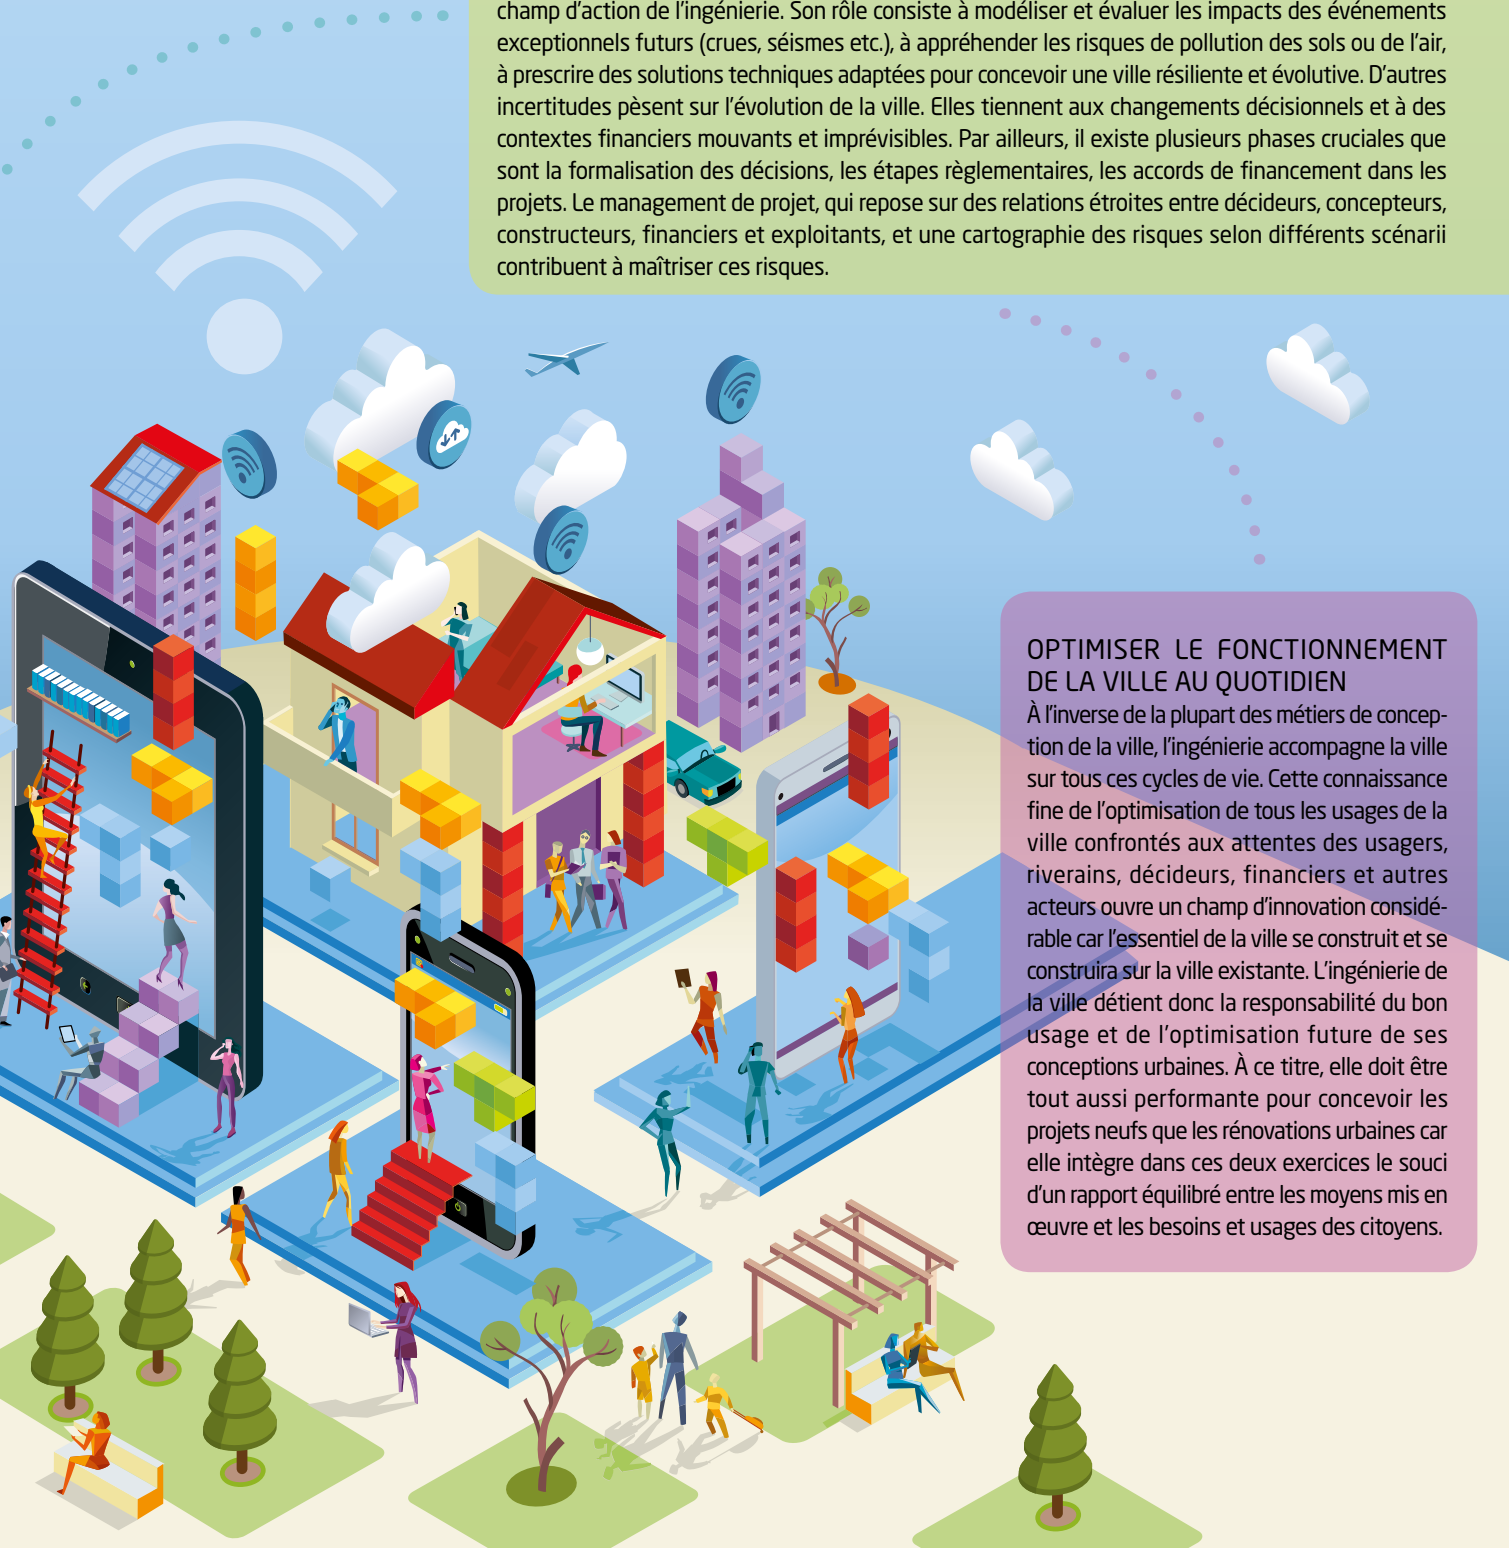 champ d'action de l'ingénierie. Son rôle consiste à modéliser et évaluer les impacts des événements
exceptionnels futurs (crues, séismes etc.), à appréhender les risques de pollution des sols ou de l'air,
à prescrire des solutions techniques adaptées pour concevoir une ville résiliente et évolutive. D'autres
incertitudes pèsent sur l'évolution de la ville. Elles tiennent aux changements décisionnels et à des
contextes financiers mouvants et imprévisibles. Par ailleurs, il existe plusieurs phases cruciales que
sont la formalisation des décisions, les étapes règlementaires, les accords de financement dans les
projets. Le management de projet, qui repose sur des relations étroites entre décideurs, concepteurs,
constructeurs, financiers et exploitants, et une cartographie des risques selon différents scénarii
contribuent à maîtriser ces risques.
OPTIMISER LE FONCTIONNEMENT
DE LA VILLE AU QUOTIDIEN
À l'inverse de la plupart des métiers de concep-
tion de la ville, l'ingénierie accompagne la ville
sur tous ces cycles de vie. Cette connaissance
fine de l'optimisation de tous les usages de la
ville confrontés aux attentes des usagers,
riverains, décideurs, financiers et autres
acteurs ouvre un champ d'innovation considé-
rable car l'essentiel de la ville se construit et se
construira sur la ville existante. L'ingénierie de
la ville détient donc la responsabilité du bon
usage et de l'optimisation future de ses
conceptions urbaines. À ce titre, elle doit être
tout aussi performante pour concevoir les
projets neufs que les rénovations urbaines car
elle intègre dans ces deux exercices le souci
d'un rapport équilibré entre les moyens mis en
œuvre et les besoins et usages des citoyens.